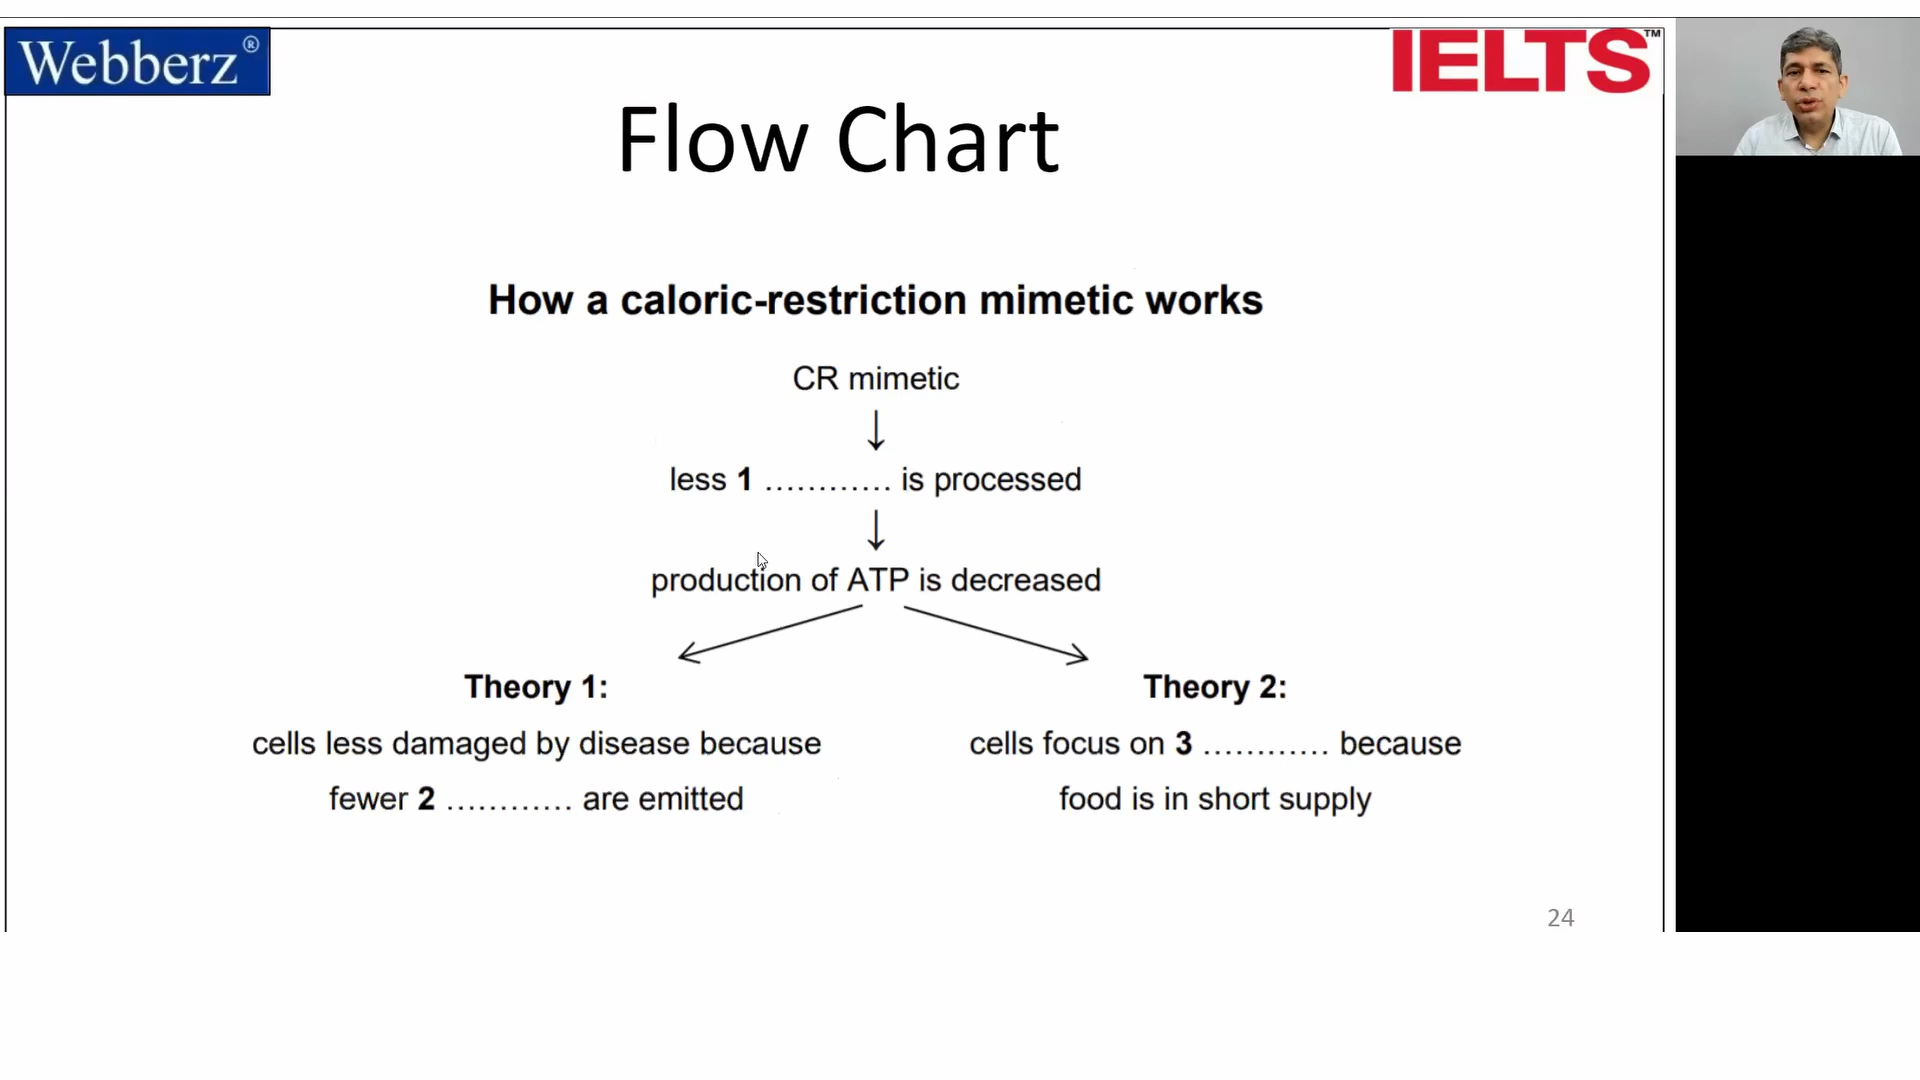 Webberz®
IELTS™
Flow Chart
How a caloric-restriction mimetic works
CR mimetic
less 1 ………… is processed
production of ATP is decreased
Theory 1:
cells less damaged by disease because
fewer 2 ………… are emitted
Theory 2:
cells focus on 3 ………… because
food is in short supply
24